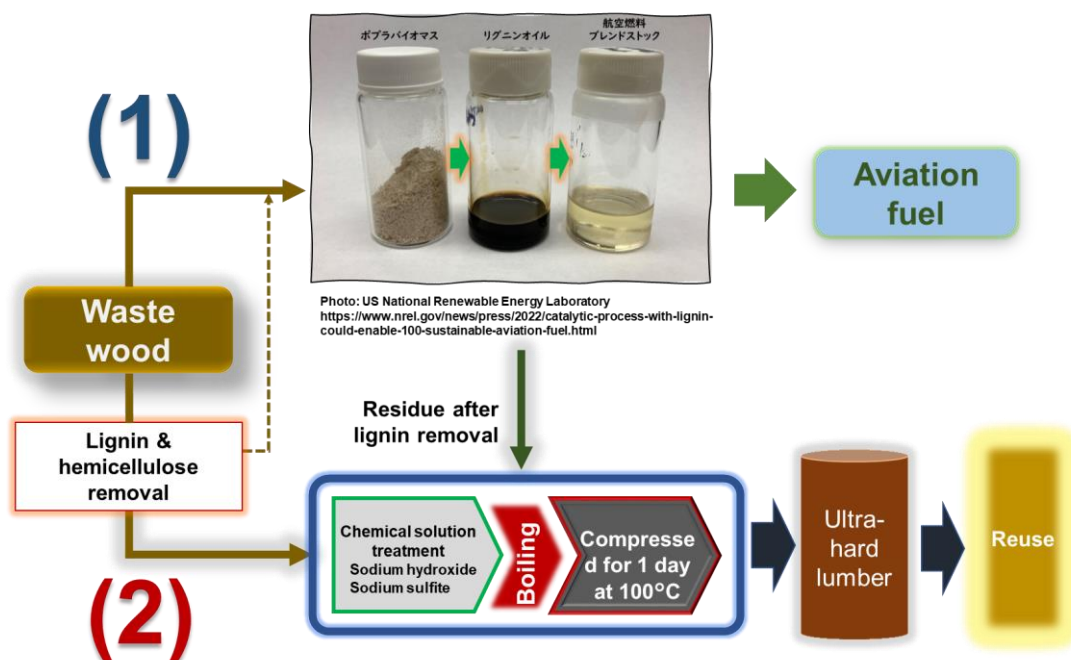 (1)
ポプラバイオマス
リグニンオイル
航空燃料
ブレンドストック
Aviation
fuel
Photo: US National Renewable Energy Laboratory
https://www.nrel.gov/news/press/2022/catalytic-process-with-lignin-
could-enable-100-sustainable-aviation-fuel.html
Waste
wood
Residue after
lignin removal
Lignin &
hemicellulose
removal
(2)
Chemical solution
treatment
Sodium hydroxide
Sodium sulfite
Boiling
Compresse
d for 1 day
at 100°C
Ultra-
hard
lumber
Reuse